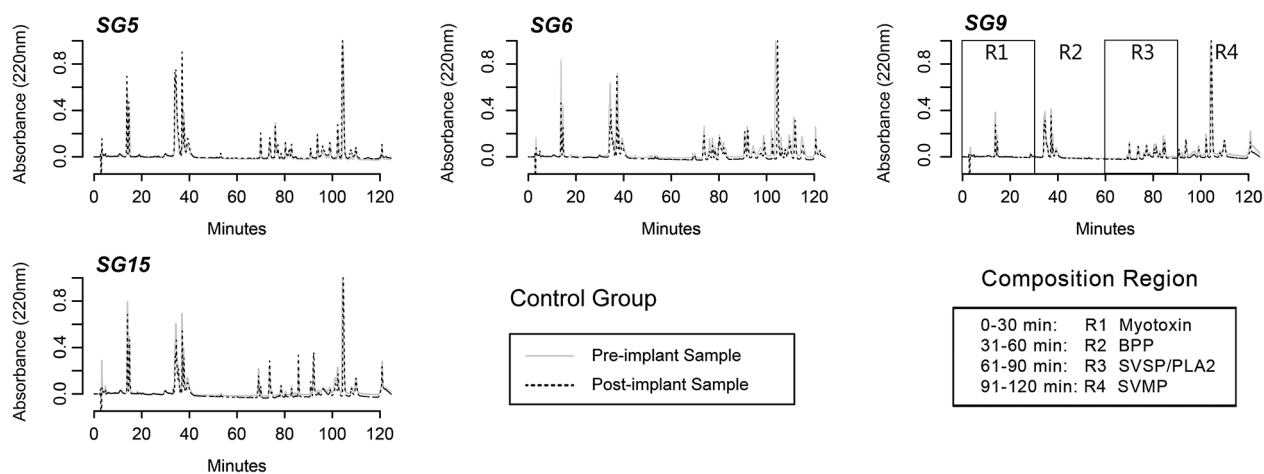 SG5
Absorbance (220nm)
0.0 0.4 0.8
0 20 40 60 80 100 120
Minutes
SG6
Absorbance (220nm)
0.0 0.4 0.8
0 20 40 60 80 100 120
Minutes
SG9
Absorbance (220nm)
0.0 0.4 0.8
R1 R2 R3 R4
0 20 40 60 80 100 120
Minutes
SG15
Absorbance (220nm)
0.0 0.4 0.8
0 20 40 60 80 100 120
Minutes
Control Group
Pre-implant Sample
Post-implant Sample
Composition Region
0-30 min: R1 Myotoxin
31-60 min: R2 BPP
61-90 min: R3 SVSP/PLA2
91-120 min: R4 SVMP